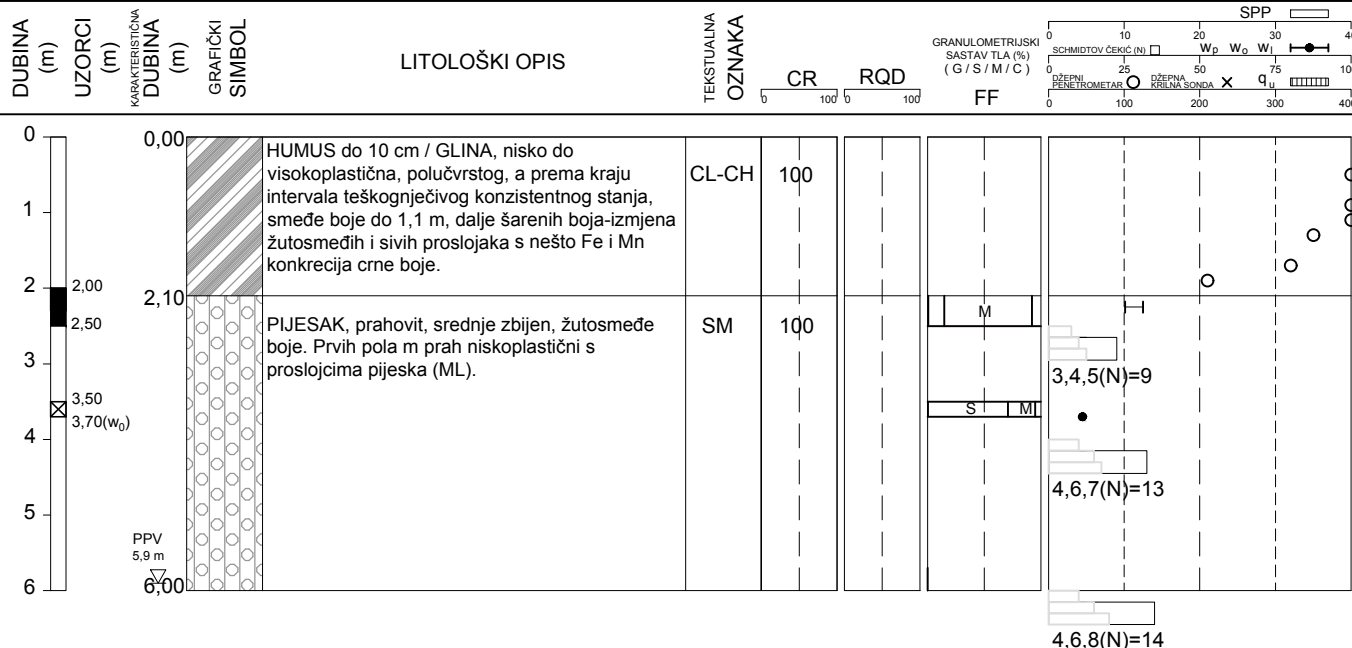 DUBINA (m)
UZORCI (m)
KARAKTERISTIČNA DUBINA (m)
GRAFIČKI SIMBOL
LITOLOŠKI OPIS
TEKSTUALNA OZNAKA
CR
0 100
RQD
0 100
GRANULOMETRIJSKI
SASTAV TLA (%)
( G / S / M / C )
FF
SPP
0 10 20 30 40
SCHMIDTOV ČEKIĆ (N) Wp Wo Wl
0 25 50 75 100
DŽEPNI PENETROMETAR DŽEPNA KRILNA SONDA qu
0 100 200 300 400
0
1
2
3
4
5
6
2,00
2,50
3,50
3,70(w0)
0,00
2,10
PPV
5,9 m
6,00
HUMUS do 10 cm / GLINA, nisko do
visokoplastična, polučvrstog, a prema kraju
intervala teškognječivog konzistentnog stanja,
smeđe boje do 1,1 m, dalje šarenih boja-izmjena
žutosmeđih i sivih proslojaka s nešto Fe i Mn
konkrecija crne boje.
CL-CH
100
PIJESAK, prahovit, srednje zbijen, žutosmeđe
boje. Prvih pola m prah niskoplastični s
proslojcima pijeska (ML).
SM
100
M
S M
3,4,5(N)=9
4,6,7(N)=13
4,6,8(N)=14